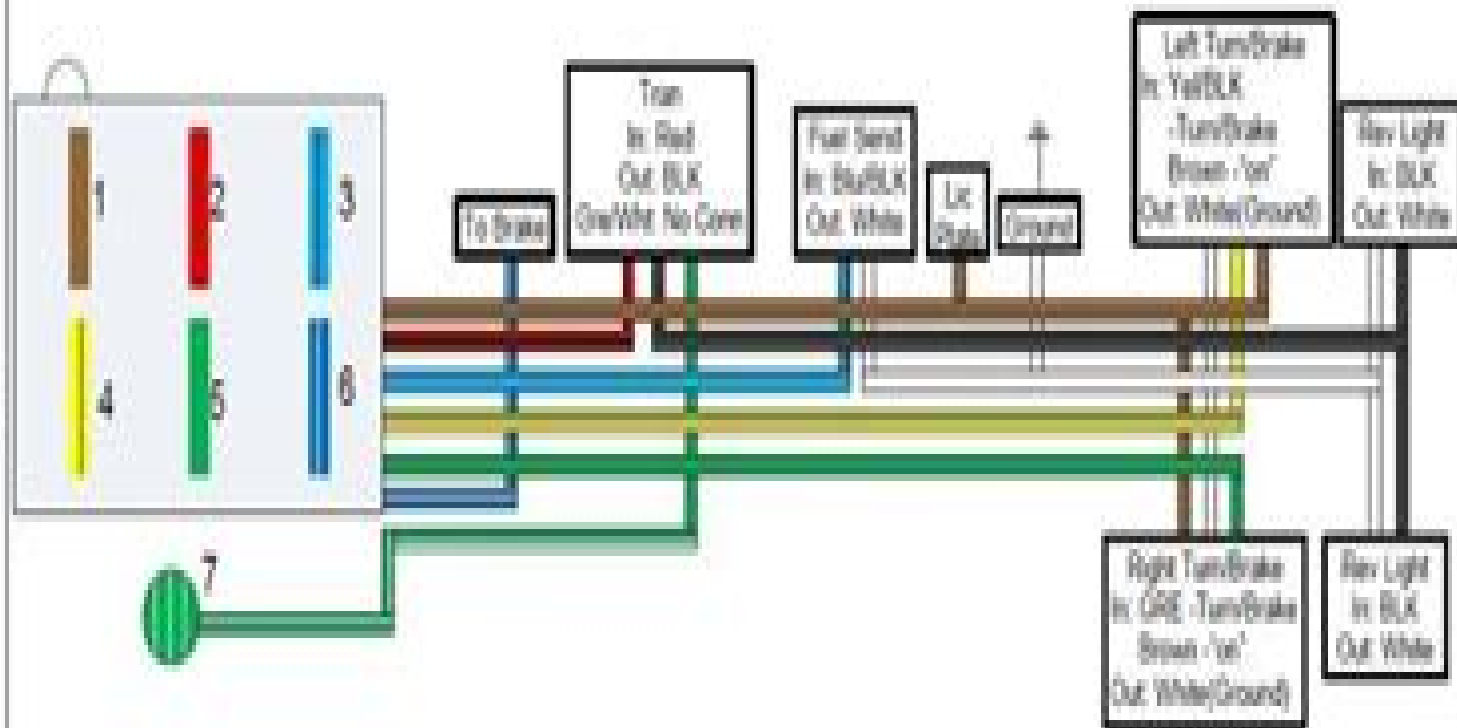 1
2
3
4
5
6
7
To Brake
Tran
In: Red
Out: BLK
Gre/Wht: No Conn
Fuel Send
In: Blu/BLK
Out: White
Lic
Plate
Ground
Left Turn/Brake
In: Yel/BLK
-Turn/Brake
Brown -'on'
Out: White(Ground)
Rev Light
In: BLK
Out: White
Right Turn/Brake
In: GRE -Turn/Brake
Brown -'on'
Out: White(Ground)
Rev Light
In: BLK
Out: White